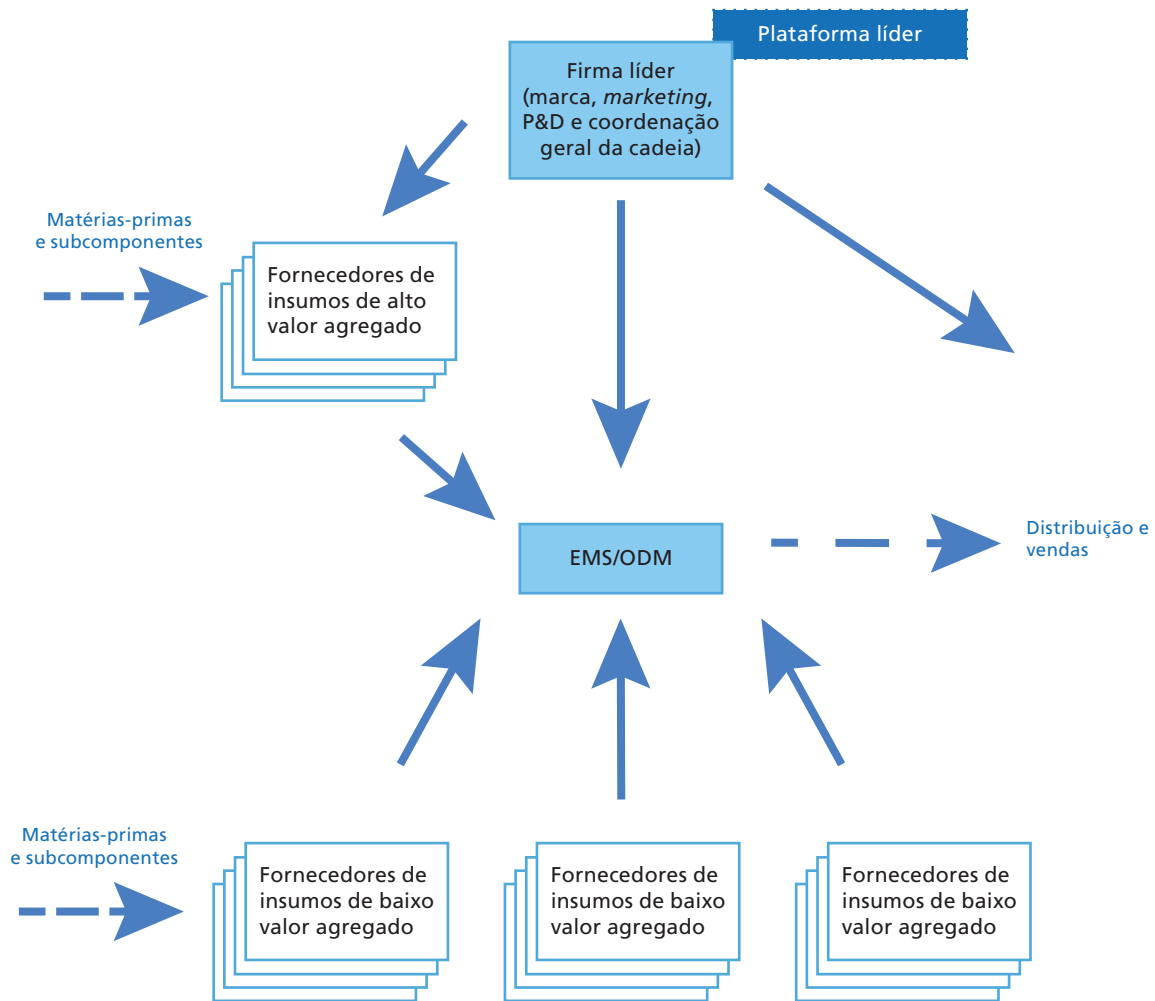 Plataforma líder
Firma líder
(marca, marketing,
P&D e coordenação
geral da cadeia)
Matérias-primas
e subcomponentes
Fornecedores de
insumos de alto
valor agregado
EMS/ODM
Distribuição e
vendas
Matérias-primas
e subcomponentes
Fornecedores de
insumos de baixo
valor agregado
Fornecedores de
insumos de baixo
valor agregado
Fornecedores de
insumos de baixo
valor agregado